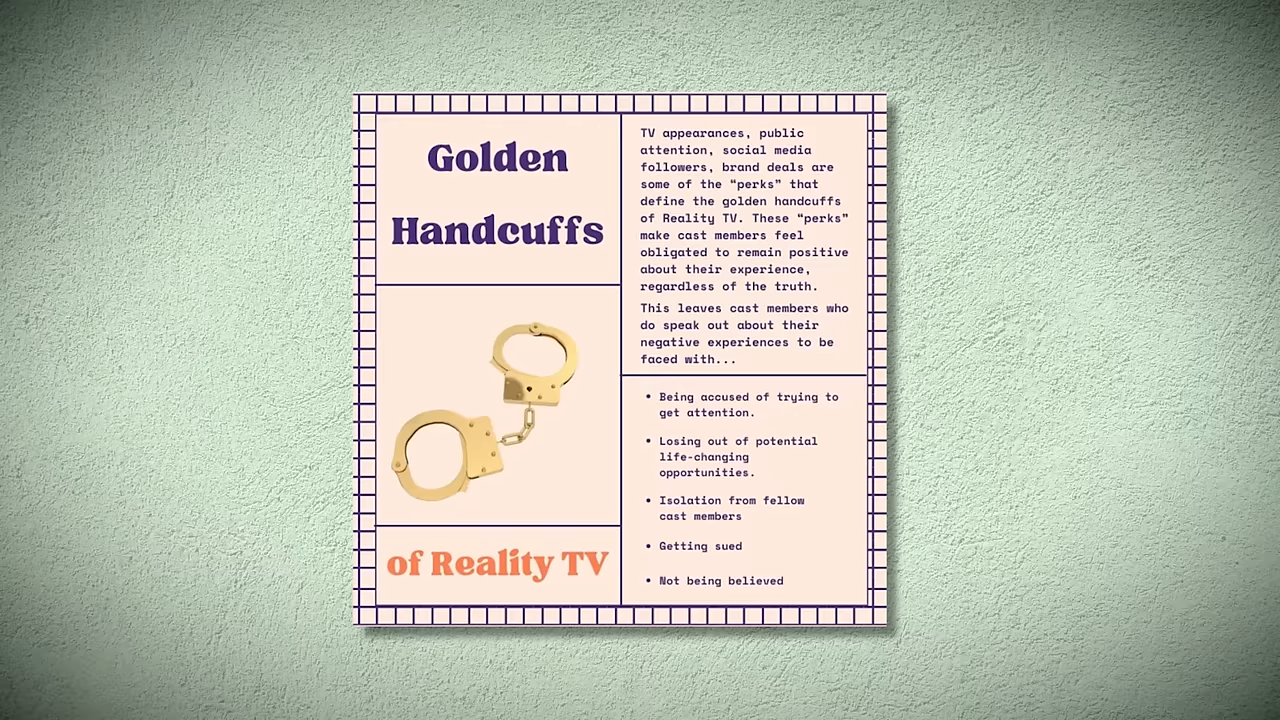 Golden
Handcuffs
of Reality TV
TV appearances, public
attention, social media
followers, brand deals are
some of the “perks” that
define the golden handcuffs
of Reality TV. These “perks”
make cast members feel
obligated to remain positive
about their experience,
regardless of the truth.
This leaves cast members who
do speak out about their
negative experiences to be
faced with...
• Being accused of trying to
get attention.
• Losing out of potential
life-changing
opportunities.
• Isolation from fellow
cast members
• Getting sued
• Not being believed